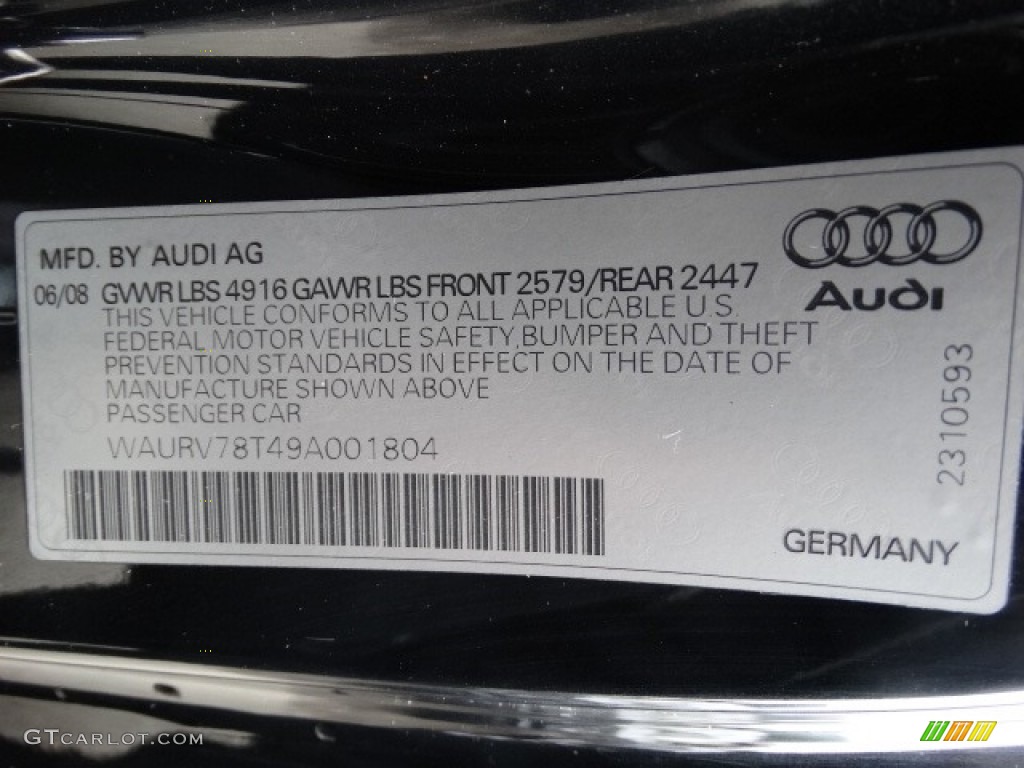 MFD. BY AUDI AG
06/08 GVWR LBS 4916 GAWR LBS FRONT 2579/REAR 2447
THIS VEHICLE CONFORMS TO ALL APPLICABLE U.S.
FEDERAL MOTOR VEHICLE SAFETY,BUMPER AND THEFT
PREVENTION STANDARDS IN EFFECT ON THE DATE OF
MANUFACTURE SHOWN ABOVE
PASSENGER CAR
WAURV78T49A001804
Audi
2310593
GERMANY
GTCARLOT.COM